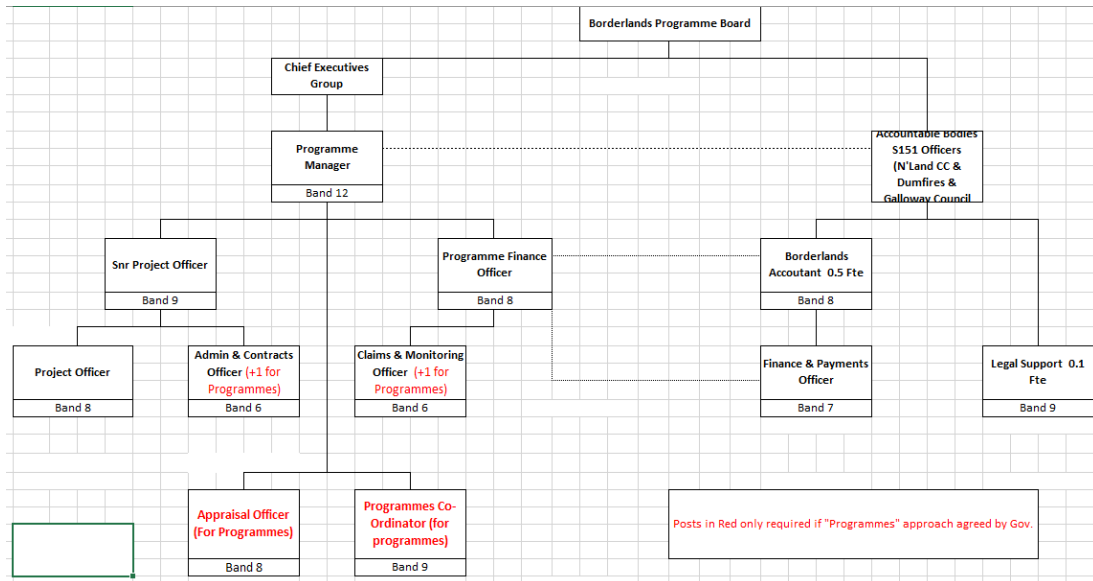 Borderlands Programme Board
Chief Executives
Group
Programme
Manager
Band 12
Accountable Bodies
S151 Officers
(N'Land CC &
Dumfires &
Galloway Council
Snr Project Officer
Band 9
Programme Finance
Officer
Band 8
Borderlands
Accoutant 0.5 Fte
Band 8
Project Officer
Band 8
Admin & Contracts
Officer (+1 for
Programmes)
Band 6
Claims & Monitoring
Officer (+1 for
Programmes)
Band 6
Finance & Payments
Officer
Band 7
Legal Support 0.1
Fte
Band 9
Appraisal Officer
(For Programmes)
Band 8
Programmes Co-
Ordinator (for
programmes)
Band 9
Posts in Red only required if "Programmes" approach agreed by Gov.